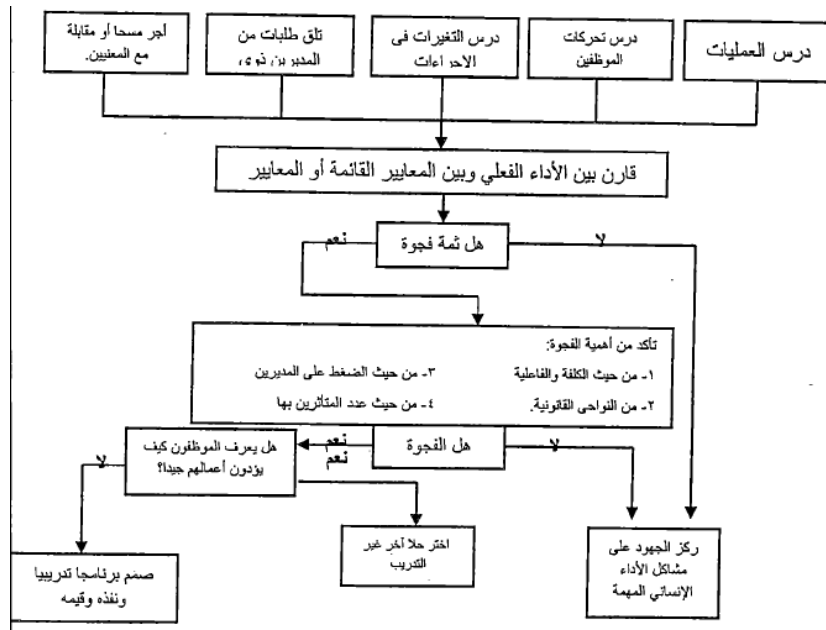 درس العمليات
درس تحركات
الموظفين
درس التغيرات فى
الاجراءات
تلق طلبات من
المديرين ذوى
أجر مسحا أو مقابلة
مع المعنيين.
قارن بين الأداء الفعلي وبين المعايير القائمة أو المعايير
لا
هل ثمة فجوة
نعم
تأكد من أهمية الفجوة:
١- من حيث الكلفة والفاعلية
٣- من حيث الضغط على المديرين
٢- من النواحى القانونية.
٤- من حيث عدد المتأثرين بها
لا
هل الفجوة
نعم
نعم
هل يعرف الموظفون كيف
يؤدون أعمالهم جيدا؟
لا
ركز الجهود على
مشاكل الأداء
الإنساني المهمة
اختر حلا آخر غير
التدريب
صمم برنامجا تدريبيا
ونفذه وقيمه